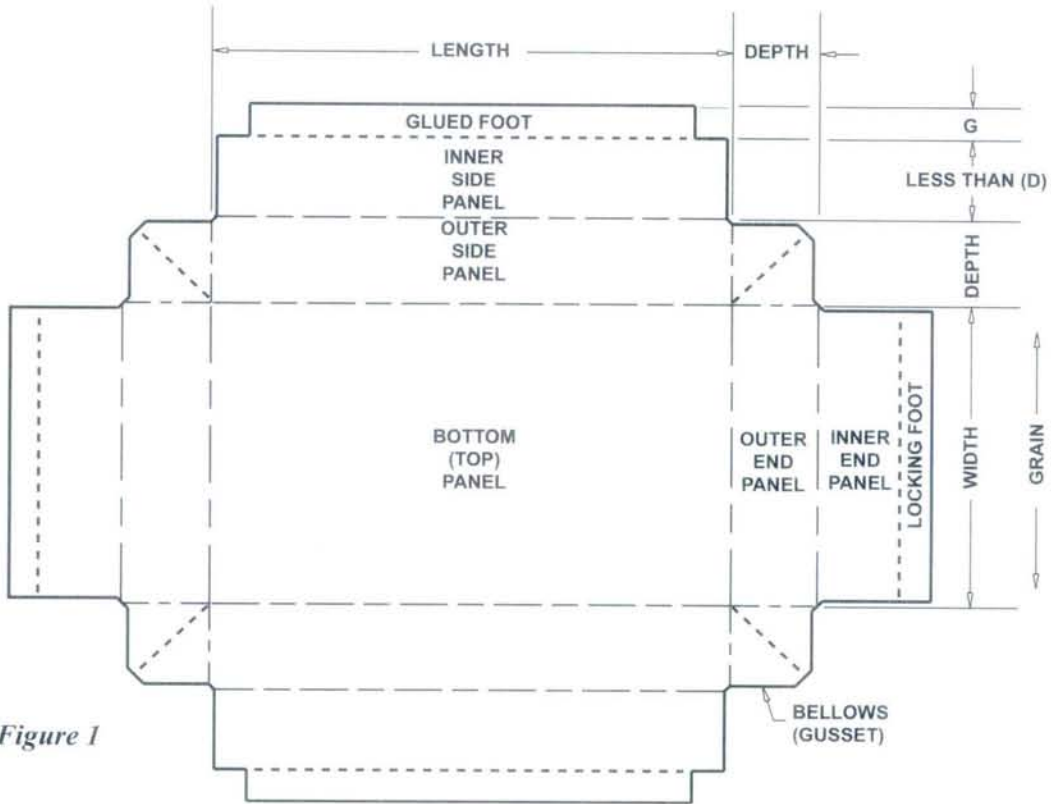 LENGTH
DEPTH
GLUED FOOT
G
INNER
SIDE
PANEL
LESS THAN (D)
OUTER
SIDE
PANEL
DEPTH
BOTTOM
(TOP)
PANEL
OUTER
END
PANEL
INNER
END
PANEL
LOCKING FOOT
WIDTH
GRAIN
BELLOWS
(GUSSET)
Figure 1